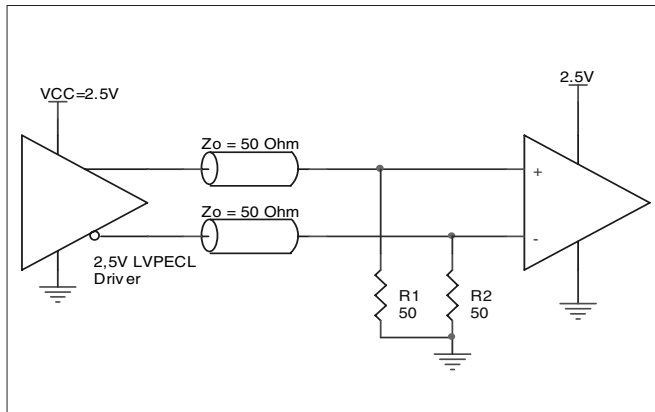 VCC=2.5V
2.5V
Zo = 50 Ohm
+
Zo = 50 Ohm
-
2,5V LVPECL
Driver
R1
50
R2
50